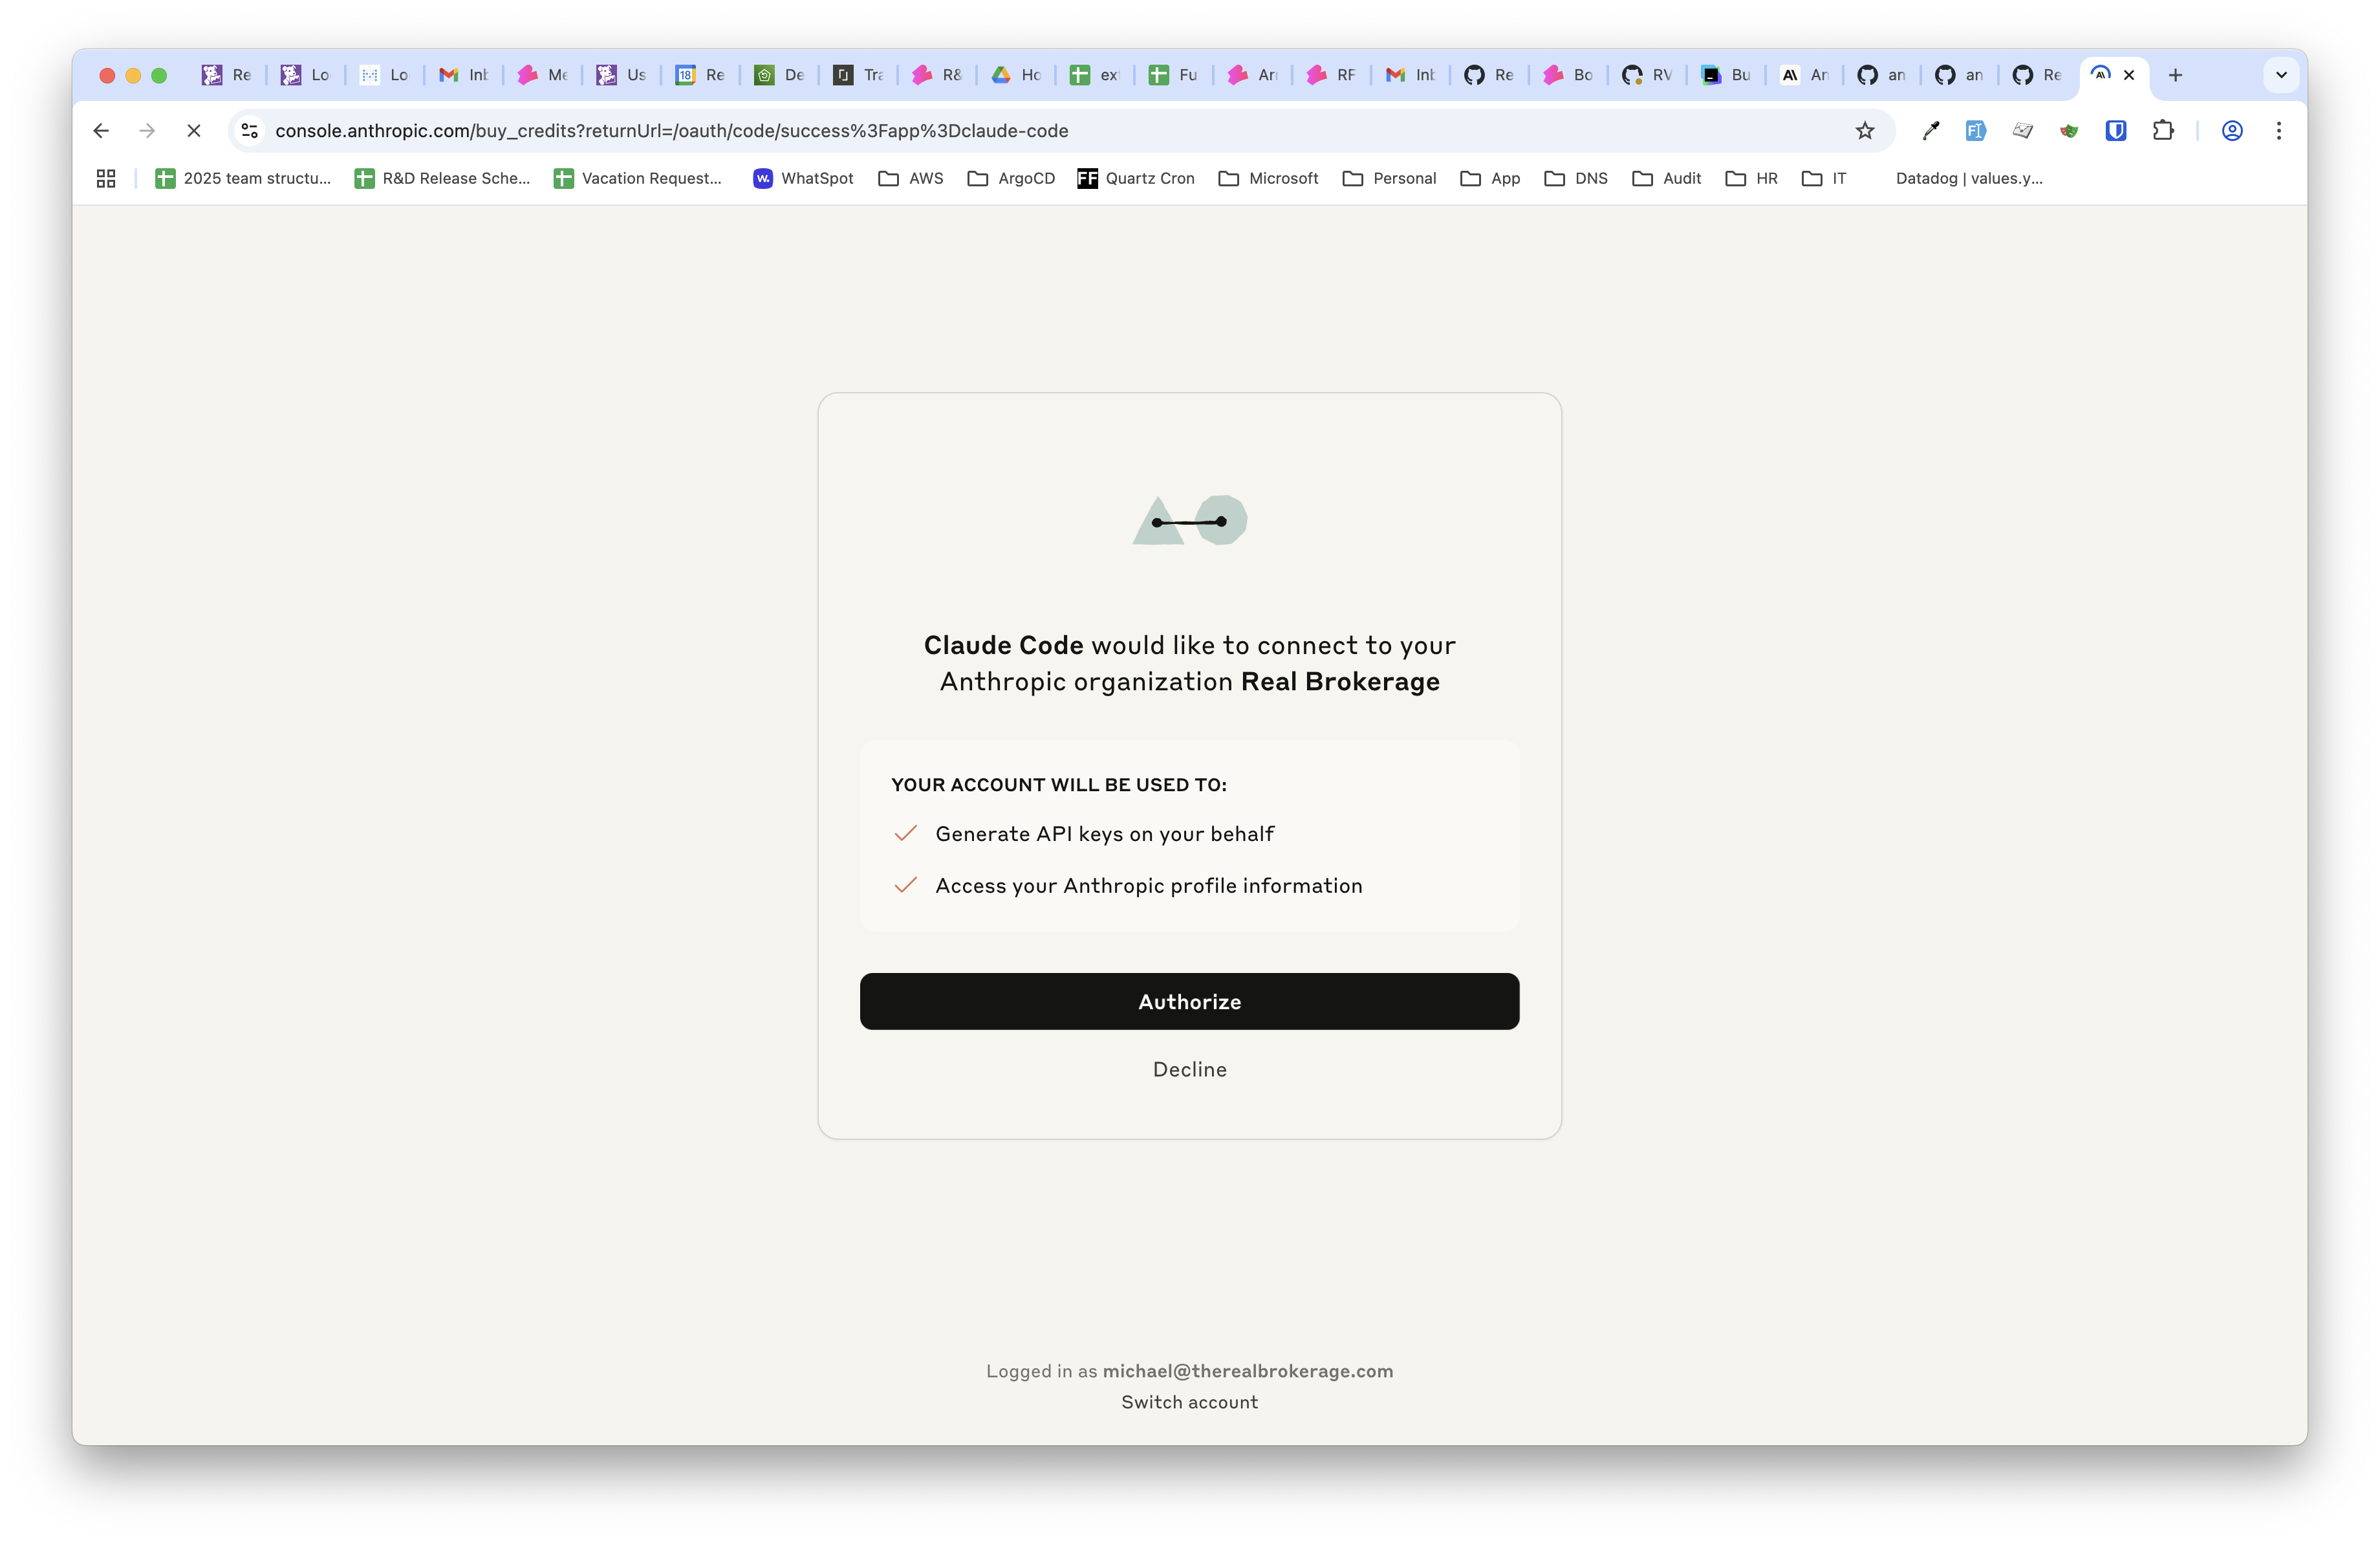 Re
Lo
Lo
Inb
Me
18
Us
Re
De
Tra
R&
Ho
ex
Fu
An
RF
Inb
Re
Bo
RV
Bu
An
an
an
Re
console.anthropic.com/buy_credits?returnUrl=/oauth/code/success%3Fapp%3Dclaude-code
2025 team structu...
R&D Release Sche...
Vacation Request...
w.
WhatSpot
AWS
ArgoCD
FF
Quartz Cron
Microsoft
Personal
App
DNS
Audit
HR
IT
Datadog | values.y...
Claude Code would like to connect to your
Anthropic organization Real Brokerage
YOUR ACCOUNT WILL BE USED TO:
Generate API keys on your behalf
Access your Anthropic profile information
Authorize
Decline
Logged in as michael@therealbrokerage.com
Switch account